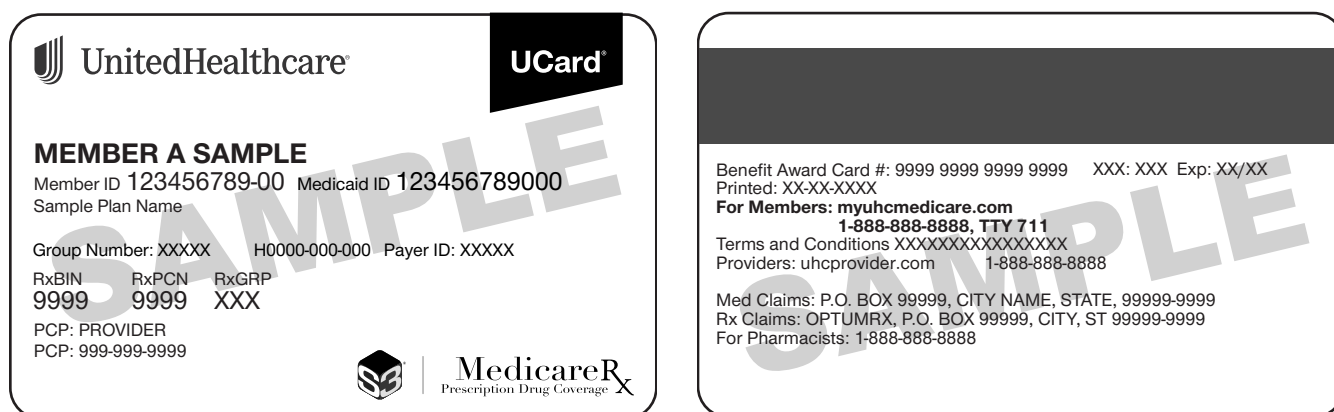 UnitedHealthcare®
UCard®
MEMBER A SAMPLE
Member ID 123456789-00 Medicaid ID 123456789000
Sample Plan Name
Group Number: XXXXX H0000-000-000 Payer ID: XXXXX
RxBIN RxPCN RxGRP
9999 9999 XXX
PCP: PROVIDER
PCP: 999-999-9999
S3
MedicareRx
Prescription Drug Coverage
SAMPLE
Benefit Award Card #: 9999 9999 9999 9999 XXX: XXX Exp: XX/XX
Printed: XX-XX-XXXX
For Members: myuhcmedicare.com
1-888-888-8888, TTY 711
Terms and Conditions XXXXXXXXXXXXXXXX
Providers: uhcprovider.com 1-888-888-8888
Med Claims: P.O. BOX 99999, CITY NAME, STATE, 99999-9999
Rx Claims: OPTUMRX, P.O. BOX 99999, CITY, ST 99999-9999
For Pharmacists: 1-888-888-8888
SAMPLE